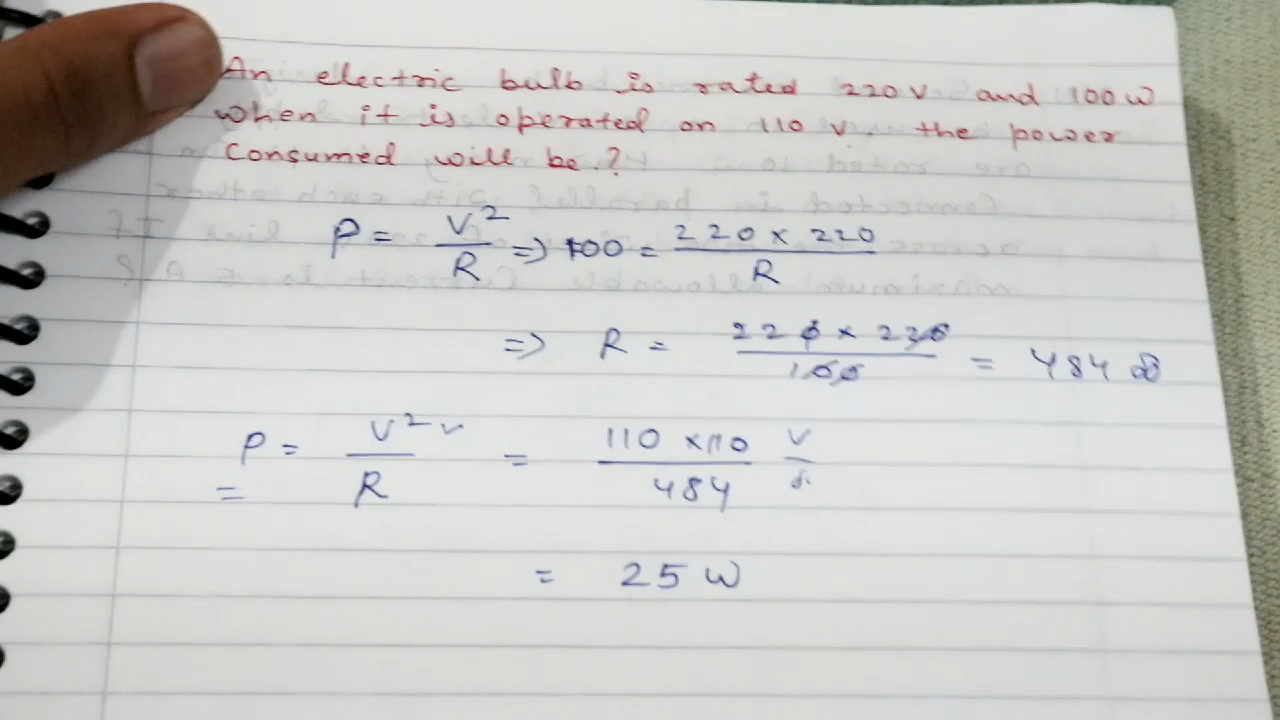 An electric bulb is rated 220 V and 100 W
when it is operated on 110 V. the power
Consumed will be ?
P = V²/R => 100 = 220 x 220/R
=> R = 220 x 220/100 = 484 Ω
P = V²/R = 110 x 110/484 V
=
= 25 W